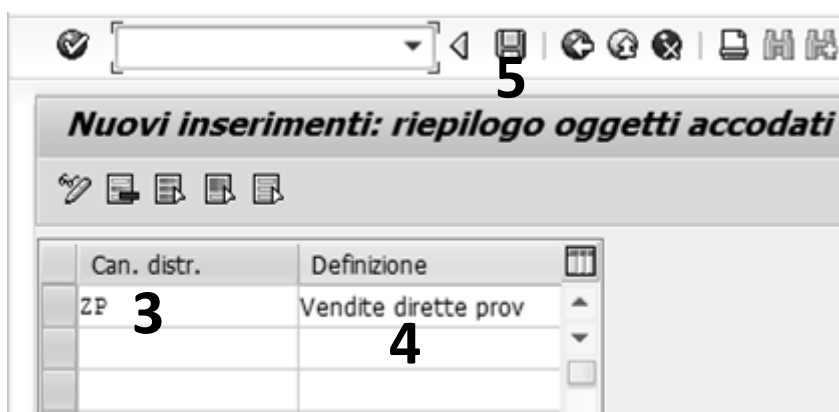 5
Nuovi inserimenti: riepilogo oggetti accodati
Can. distr. Definizione
ZP 3 Vendite dirette prov
4